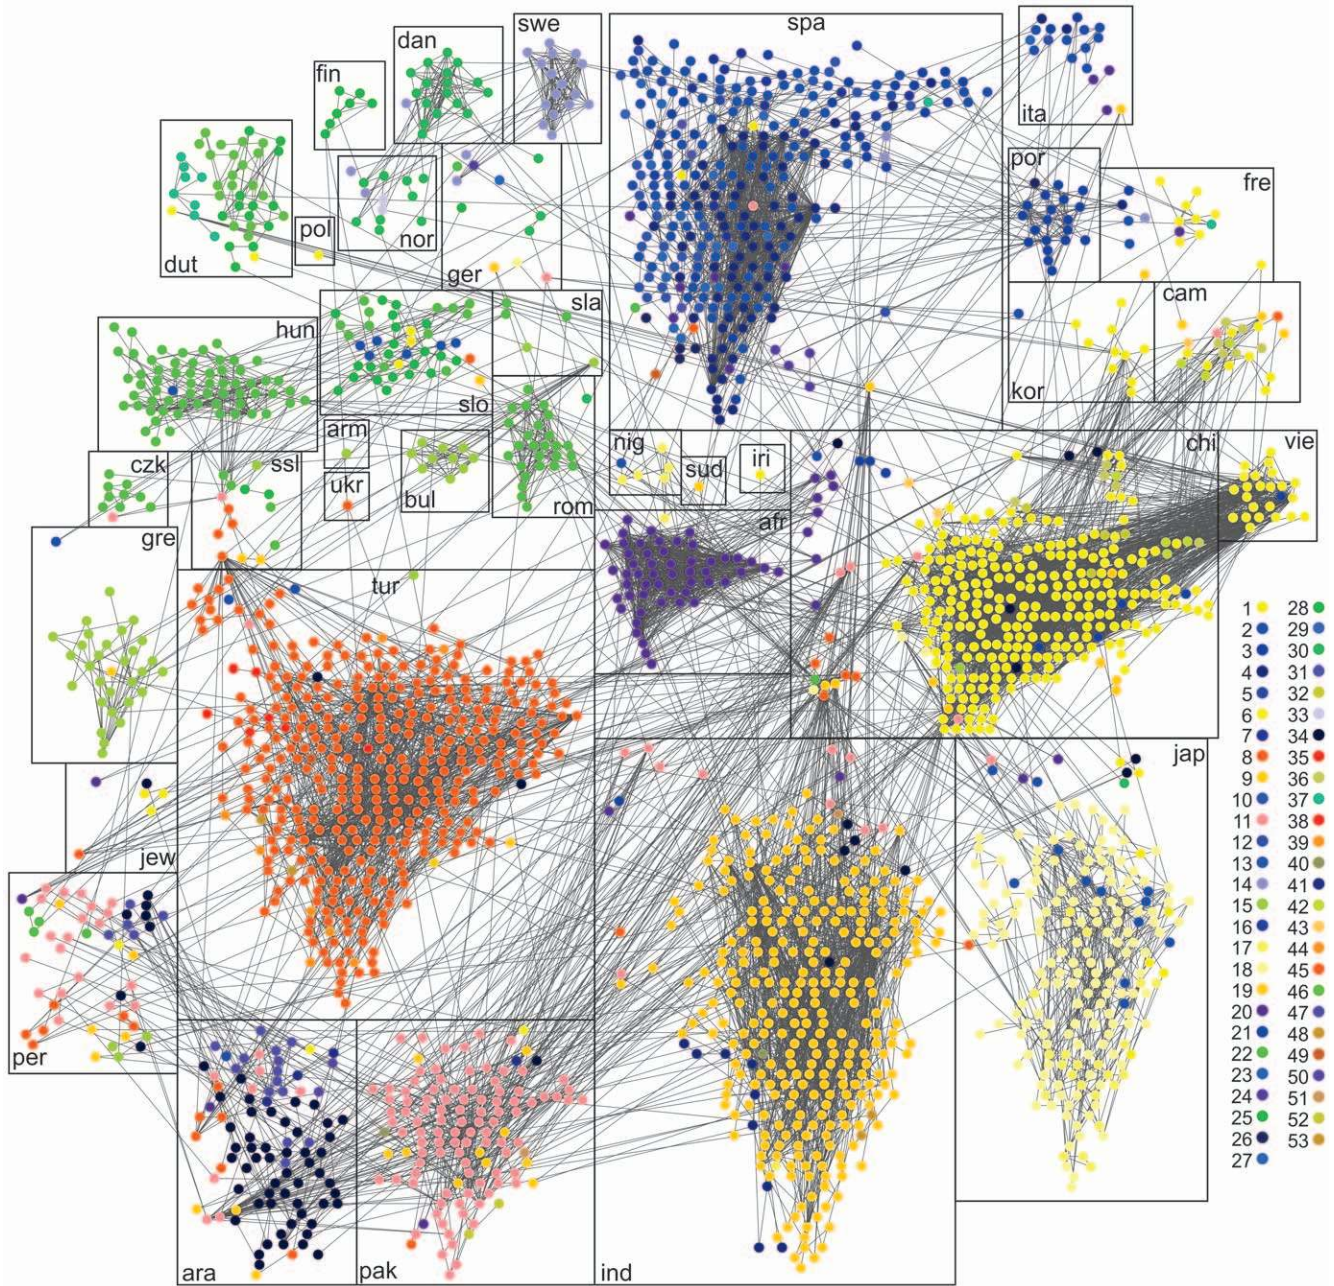 swe
spa
dan
ita
fin
por
fre
pol
nor
dut
ger
cam
sla
hun
kor
slo
arm
nig
iri
chi
vie
czk
ssl
sud
ukr
bul
rom
afr
gre
tur
jap
jew
per
ara
pak
ind
1 28
2 29
3 30
4 31
5 32
6 33
7 34
8 35
9 36
10 37
11 38
12 39
13 40
14 41
15 42
16 43
17 44
18 45
19 46
20 47
21 48
22 49
23 50
24 51
25 52
26 53
27